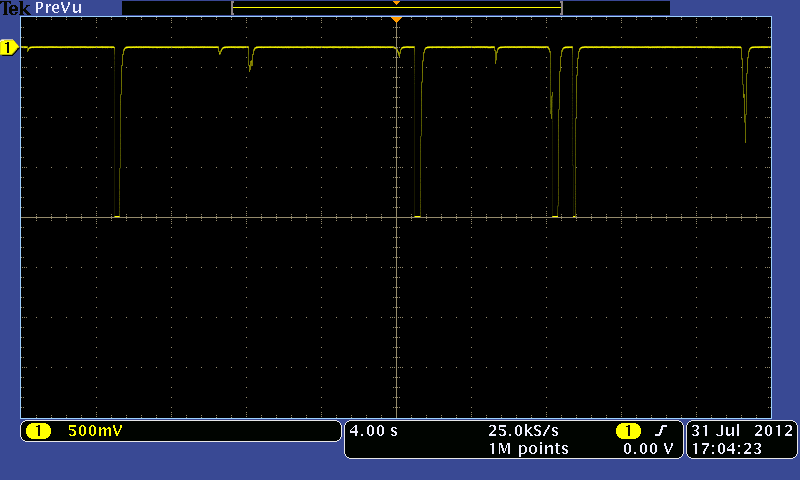 Tek PreVu
1
1 500mV
4.00 s 25.0kS/s 1 31 Jul 2012
1M points 0.00 V 17:04:23